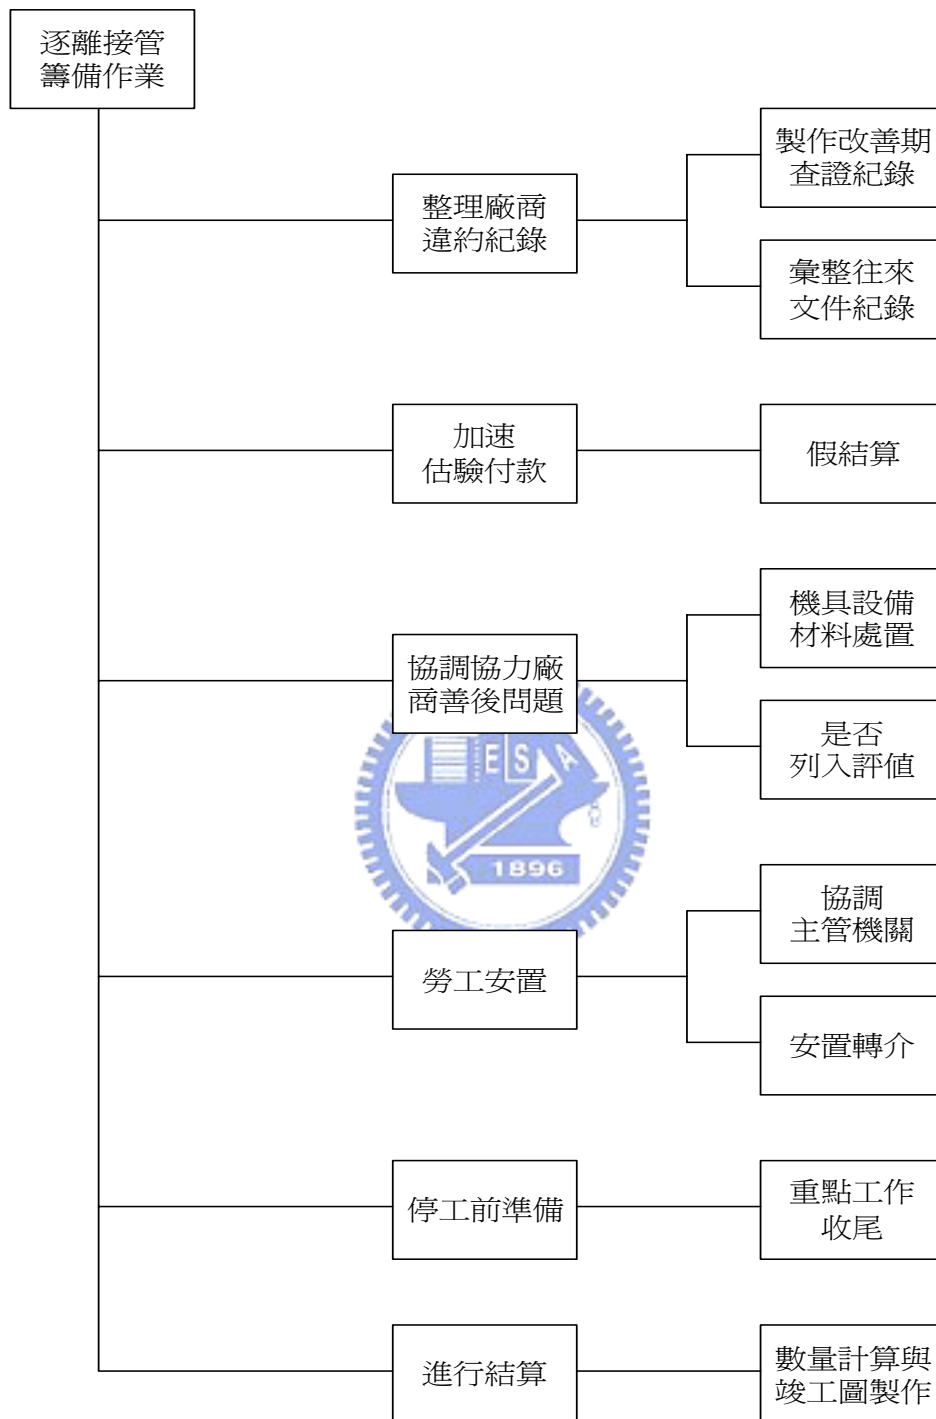 逐離接管
籌備作業
整理廠商
違約紀錄
製作改善期
查證紀錄
彙整往來
文件紀錄
加速
估驗付款
假結算
協調協力廠
商善後問題
機具設備
材料處置
是否
列入評值
ESA
1896
勞工安置
協調
主管機關
安置轉介
停工前準備
重點工作
收尾
進行結算
數量計算與
竣工圖製作